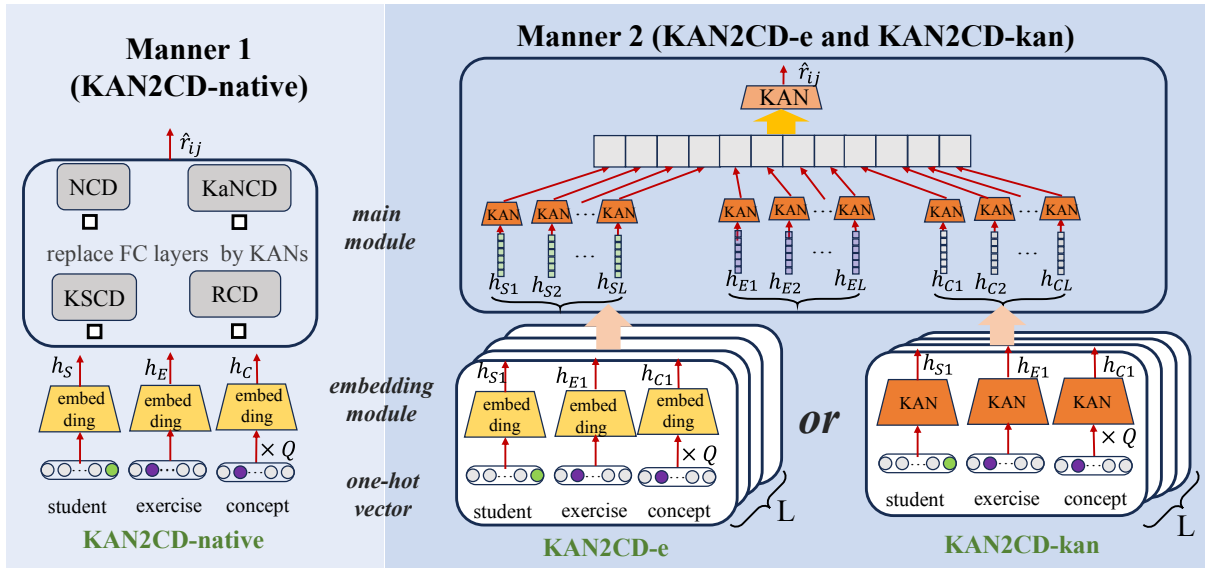 Manner 1
(KAN2CD-native)
r̂ij
NCD
KaNCD
replace FC layers by KANs
KSCD
RCD
hS
hE
hC
embed
ding
embed
ding
embed
ding
× Q
student
exercise
concept
KAN2CD-native
main
module
embedding
module
one-hot
vector
Manner 2 (KAN2CD-e and KAN2CD-kan)
r̂ij
KAN
KAN KAN ... KAN
KAN KAN ... KAN
KAN KAN ... KAN
...
...
...
hS1 hS2 hSL
hE1 hE2 hEL
hC1 hC2 hCL
hS1
hE1
hC1
embed
ding
embed
ding
embed
ding
× Q
student
exercise
concept
L
KAN2CD-e
or
hS1
hE1
hC1
KAN
KAN
KAN
× Q
student
exercise
concept
L
KAN2CD-kan